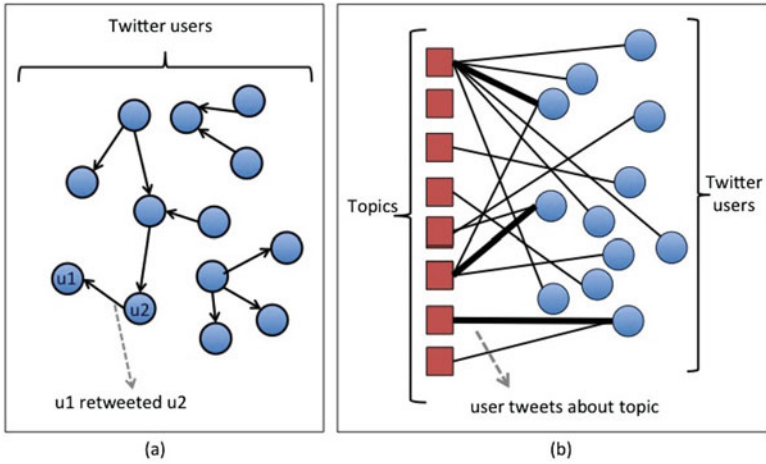 Twitter users
u1
u2
u1 retweeted u2
(a)
Topics
Twitter
users
user tweets about topic
(b)